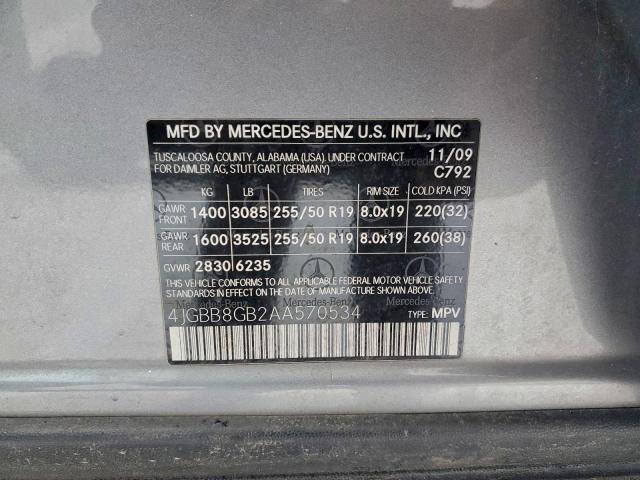 MFD BY MERCEDES-BENZ U.S. INTL., INC
TUSCALOOSA COUNTY, ALABAMA (USA). UNDER CONTRACT 11/09
FOR DAIMLER AG, STUTTGART (GERMANY) C792
KG LB TIRES RIM SIZE COLD KPA (PSI)
GAWR FRONT 1400 3085 255/50 R19 8.0x19 220(32)
GAWR REAR 1600 3525 255/50 R19 8.0x19 260(38)
GVWR 2830 6235
THIS VEHICLE CONFORMS TO ALL APPLICABLE FEDERAL MOTOR VEHICLE SAFETY
STANDARDS IN EFFECT ON THE DATE OF MANUFACTURE SHOWN ABOVE.
4JGBB8GB2AA570534 TYPE: MPV